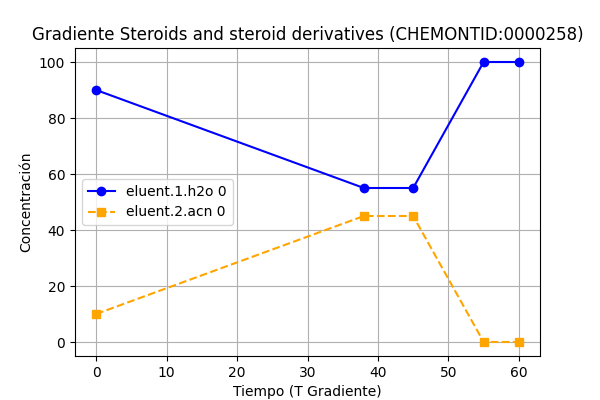 Gradiente Steroids and steroid derivatives (CHEMONTID:0000258)
100
80
60
40
20
0
Concentración
eluent.1.h2o 0
eluent.2.acn 0
0 10 20 30 40 50 60
Tiempo (T Gradiente)